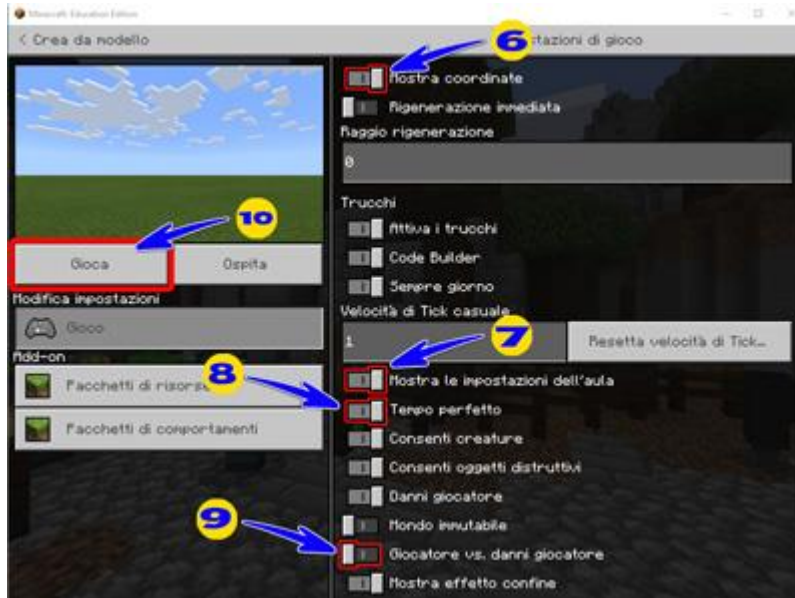 Minecraft Education Edition
< Crea da modello
6
stazioni di gioco
Mostra coordinate
Rigenerazione immediata
Raggio rigenerazione
0
Trucchi
10
Attiva i trucchi
Gioca
Ospita
Code Builder
Sempre giorno
Modifica impostazioni
Velocità di Tick casuale
Gioco
1
7
Resetta velocità di Tick...
Add-on
8
Mostra le impostazioni dell'aula
Pacchetti di risorse
Tempo perfetto
Consenti creature
Pacchetti di comportamenti
Consenti oggetti distruttivi
Danni giocatore
9
Mondo immutabile
Giocatore vs. danni giocatore
Mostra effetto confine